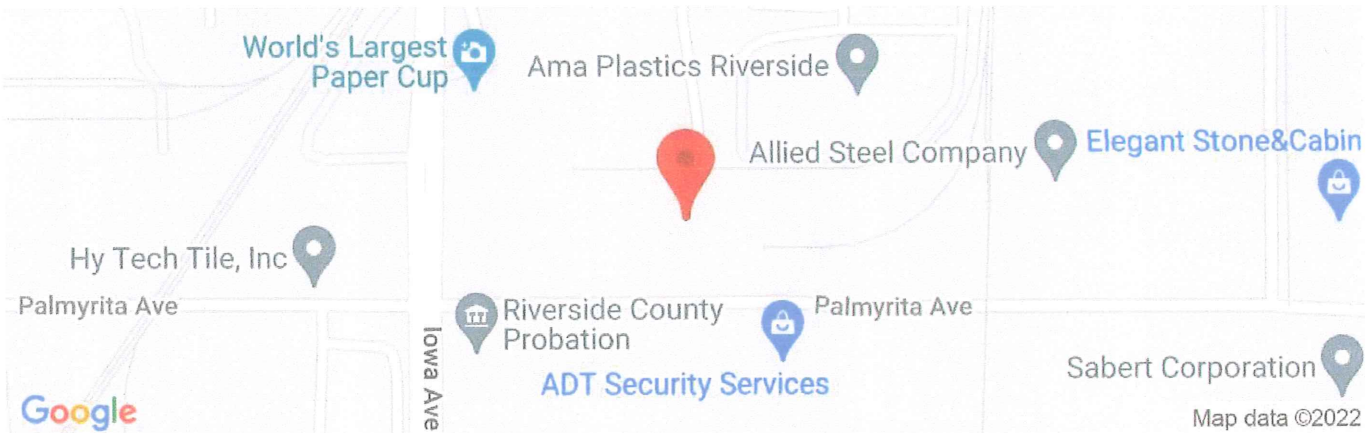 World's Largest
Paper Cup
Ama Plastics Riverside
Allied Steel Company
Elegant Stone&Cabin
Hy Tech Tile, Inc
Palmyrita Ave
Riverside County
Probation
Palmyrita Ave
Iowa Ave
ADT Security Services
Sabert Corporation
Google
Map data ©2022